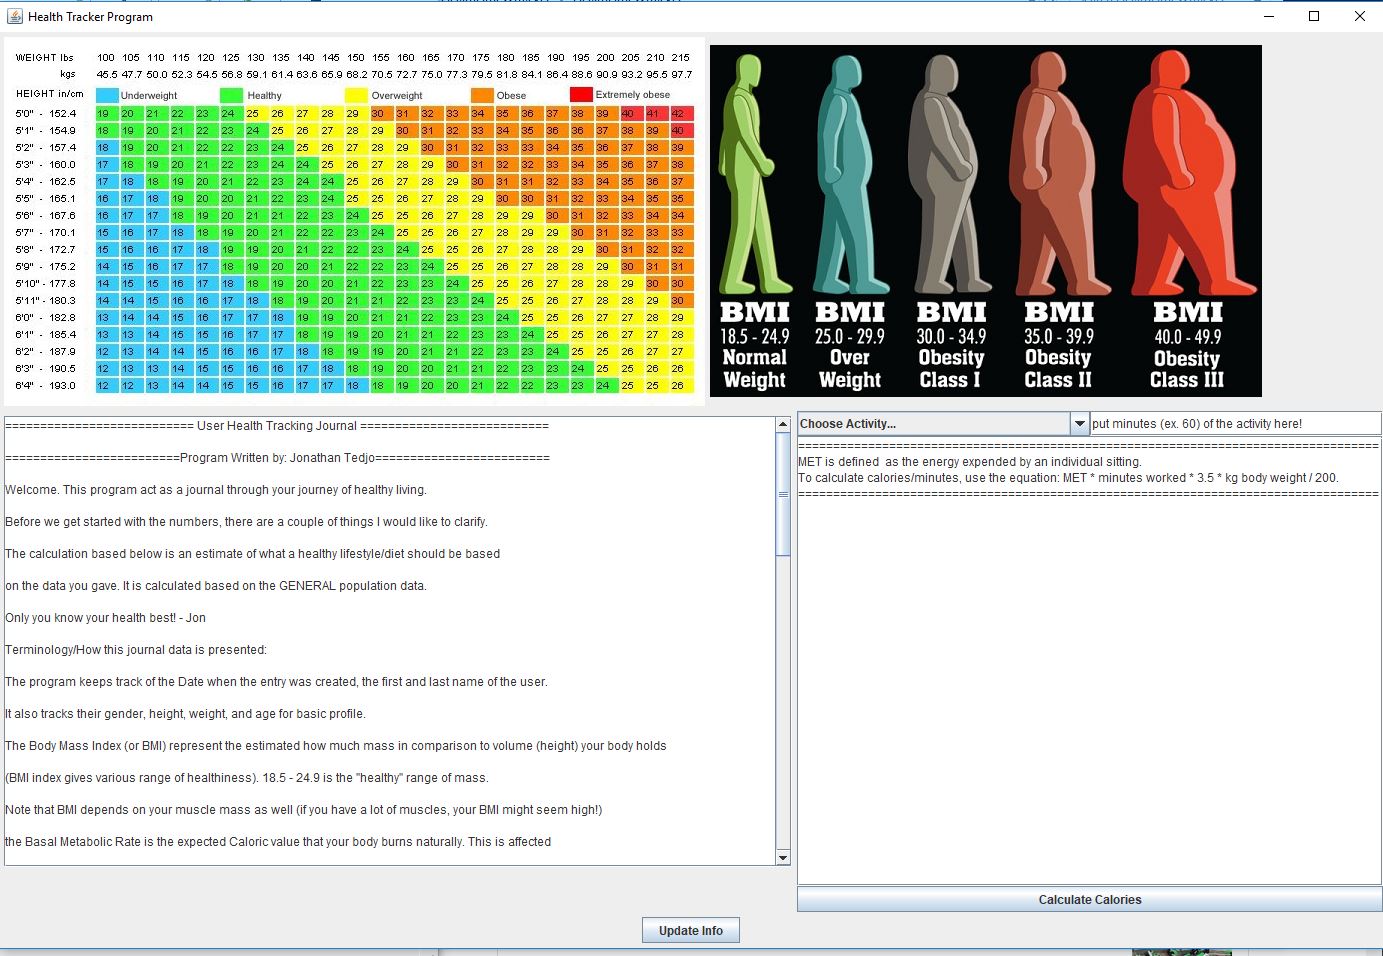 Health Tracker Program
WEIGHT lbs 100 105 110 115 120 125 130 135 140 145 150 155 160 165 170 175 180 185 190 195 200 205 210 215
kgs 45.5 47.7 50.0 52.3 54.5 56.8 59.1 61.4 63.6 65.9 68.2 70.5 72.7 75.0 77.3 79.5 81.8 84.1 86.4 88.6 90.9 93.2 95.5 97.7
HEIGHT in/cm Underweight Healthy Overweight Obese Extremely obese
5'0" - 152.4 19 20 21 22 23 24 25 26 27 28 29 30 31 32 33 34 35 36 37 38 39 40 41 42
5'1" - 154.9 18 19 20 21 22 23 24 25 26 27 28 29 30 31 32 33 34 35 36 36 37 38 39 40
5'2" - 157.4 18 19 20 21 22 22 23 24 25 26 27 28 29 30 31 32 33 33 34 35 36 37 38 39
5'3" - 160.0 17 18 19 20 21 22 23 24 24 25 26 27 28 29 30 31 32 32 33 34 35 36 37 38
5'4" - 162.5 17 18 18 19 20 21 22 23 24 24 25 26 27 28 29 30 31 31 32 33 34 35 36 37
5'5" - 165.1 16 17 18 19 20 20 21 22 23 24 25 25 26 27 28 29 30 30 31 32 33 34 35 35
5'6" - 167.6 16 17 17 18 19 20 21 21 22 23 24 25 25 26 27 28 29 29 30 31 32 33 34 34
5'7" - 170.1 15 16 17 18 18 19 20 21 22 22 23 24 25 25 26 27 28 29 29 30 31 32 33 33
5'8" - 172.7 15 16 16 17 18 19 19 20 21 22 22 23 24 25 25 26 27 28 28 29 30 31 32 32
5'9" - 175.2 14 15 16 17 17 18 19 20 20 21 22 22 23 24 25 25 26 27 28 28 29 30 31 31
5'10" - 177.8 14 15 15 16 17 18 18 19 20 20 21 22 23 23 24 25 25 26 27 28 28 29 30 30
5'11" - 180.3 14 14 15 16 16 17 18 18 19 20 21 21 22 23 23 24 25 25 26 27 28 28 29 30
6'0" - 182.8 13 14 14 15 16 17 17 18 19 19 20 21 21 22 23 23 24 25 25 26 27 27 28 29
6'1" - 185.4 13 13 14 15 15 16 17 17 18 19 19 20 21 21 22 23 23 24 25 25 26 27 27 28
6'2" - 187.9 12 13 14 14 15 16 16 17 18 18 19 19 20 21 21 22 23 23 24 25 25 26 27 27
6'3" - 190.5 12 13 13 14 15 15 16 16 17 18 18 19 20 20 21 21 22 23 23 24 25 25 26 26
6'4" - 193.0 12 12 13 14 14 15 15 16 17 17 18 18 19 20 20 21 22 22 23 23 24 25 25 26
BMI BMI BMI BMI BMI
18.5 - 24.9 25.0 - 29.9 30.0 - 34.9 35.0 - 39.9 40.0 - 49.9
Normal Over Obesity Obesity Obesity
Weight Weight Class I Class II Class III
=========================== User Health Tracking Journal ===========================
=========================Program Written by: Jonathan Tedjo=========================
Welcome. This program act as a journal through your journey of healthy living.
Before we get started with the numbers, there are a couple of things I would like to clarify.
The calculation based below is an estimate of what a healthy lifestyle/diet should be based
on the data you gave. It is calculated based on the GENERAL population data.
Only you know your health best! - Jon
Terminology/How this journal data is presented:
The program keeps track of the Date when the entry was created, the first and last name of the user.
It also tracks their gender, height, weight, and age for basic profile.
The Body Mass Index (or BMI) represent the estimated how much mass in comparison to volume (height) your body holds
(BMI index gives various range of healthiness). 18.5 - 24.9 is the "healthy" range of mass.
Note that BMI depends on your muscle mass as well (if you have a lot of muscles, your BMI might seem high!)
the Basal Metabolic Rate is the expected Caloric value that your body burns naturally. This is affected
Choose Activity... put minutes (ex. 60) of the activity here!
===================================================================================
MET is defined  as the energy expended by an individual sitting.
To calculate calories/minutes, use the equation: MET * minutes worked * 3.5 * kg body weight / 200.
===================================================================================
Calculate Calories
Update Info